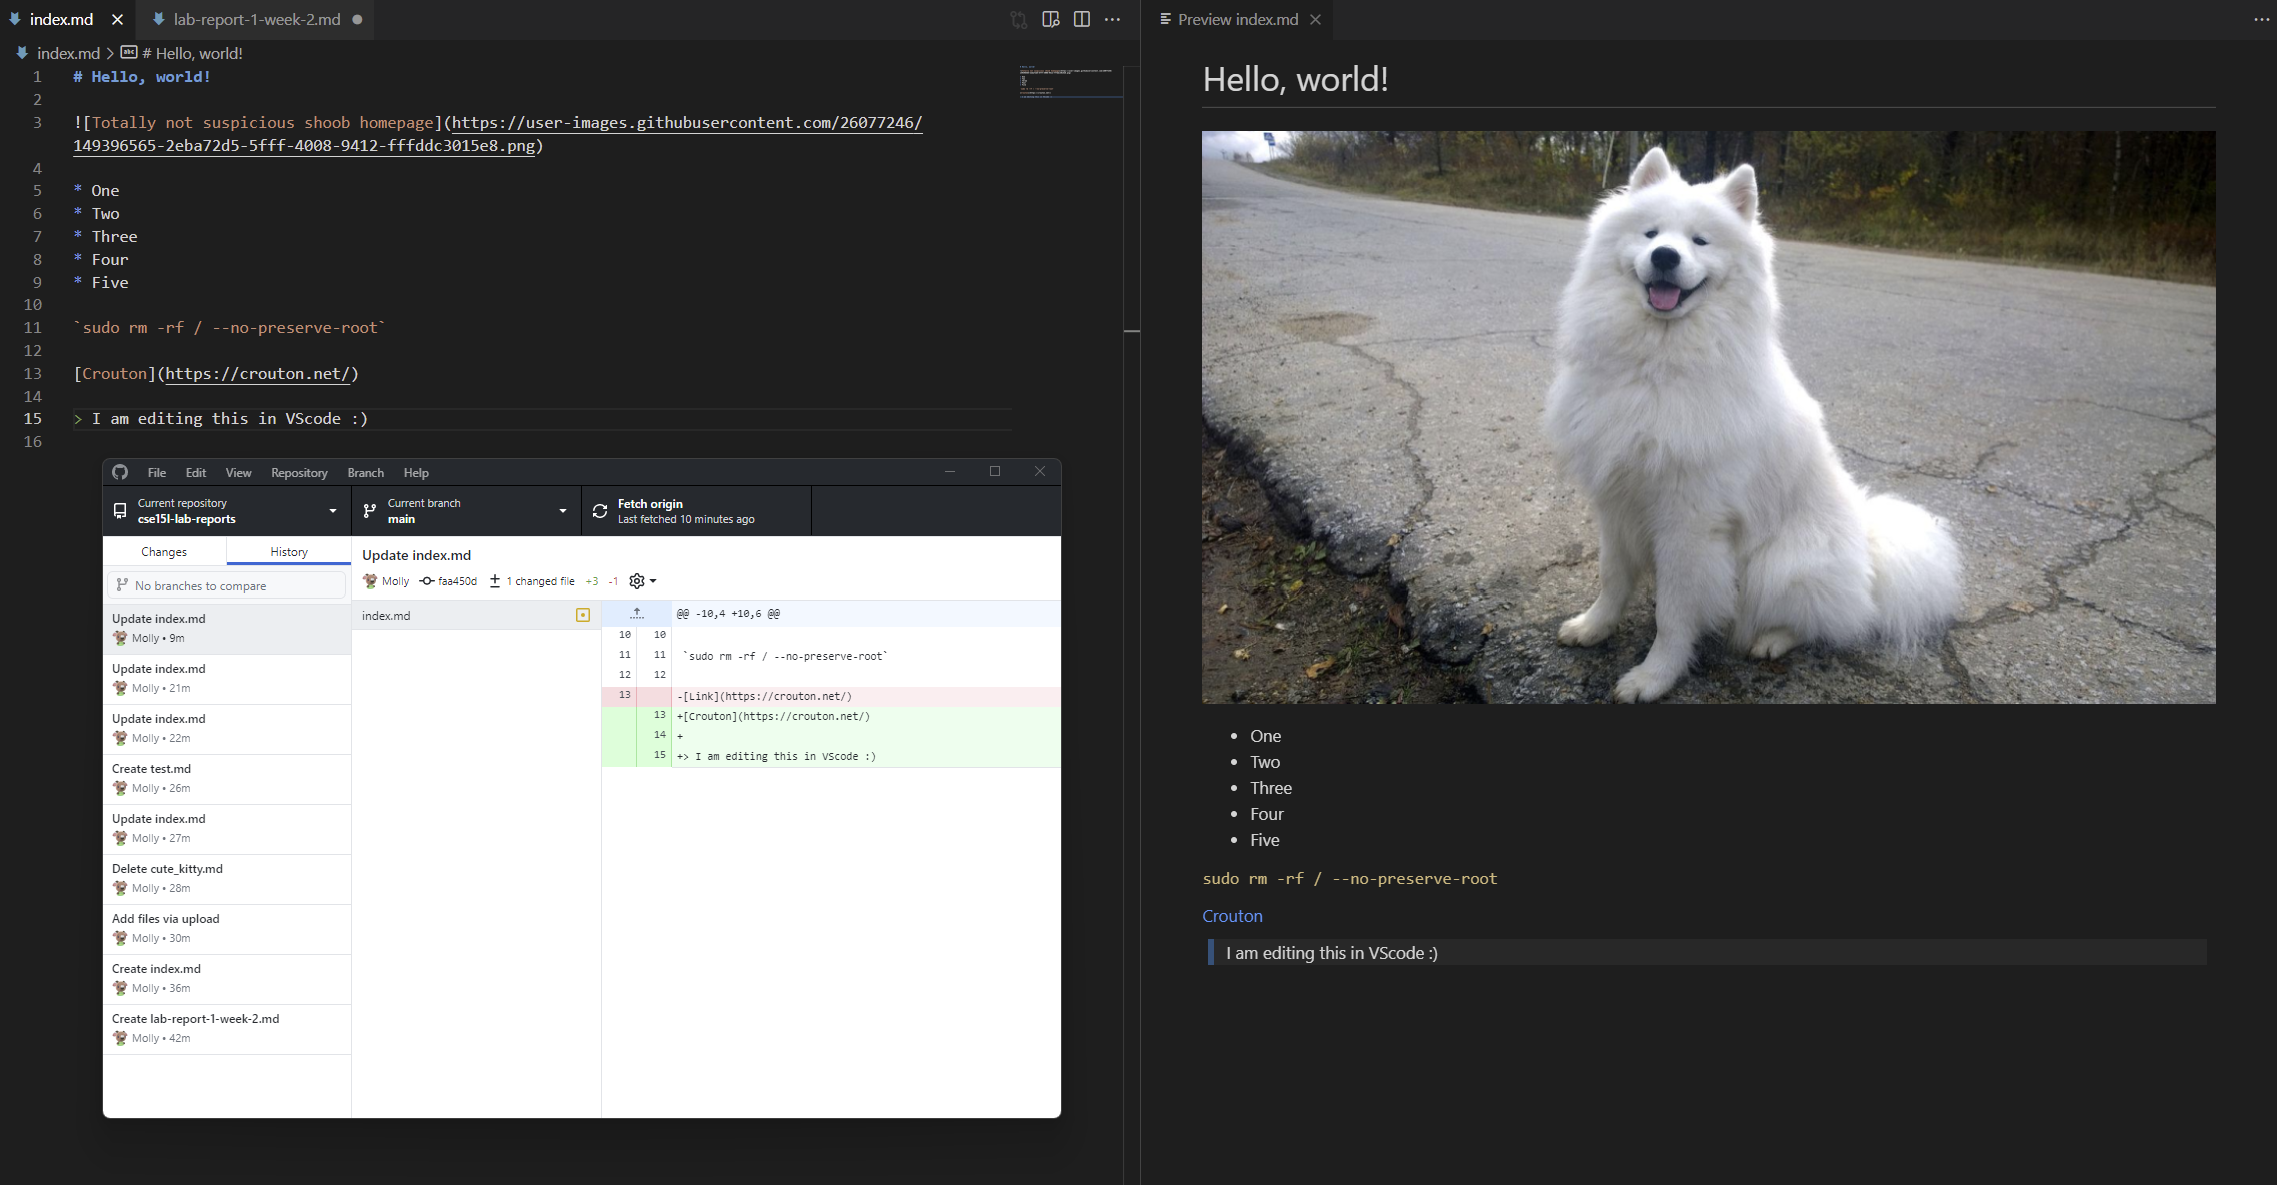 index.md
lab-report-1-week-2.md
index.md > # Hello, world!
1 # Hello, world!
2
3 ![Totally not suspicious shoob homepage](https://user-images.githubusercontent.com/26077246/
149396565-2eba72d5-5fff-4008-9412-fffddc3015e8.png)
4
5 * One
6 * Two
7 * Three
8 * Four
9 * Five
10
11 `sudo rm -rf / --no-preserve-root`
12
13 [Crouton](https://crouton.net/)
14
15 > I am editing this in VScode :)
16
File Edit View Repository Branch Help
Current repository
cse15l-lab-reports
Current branch
main
Fetch origin
Last fetched 10 minutes ago
Changes
History
No branches to compare
Update index.md
Molly • 9m
Update index.md
Molly • 21m
Update index.md
Molly • 22m
Create test.md
Molly • 26m
Update index.md
Molly • 27m
Delete cute_kitty.md
Molly • 28m
Add files via upload
Molly • 30m
Create index.md
Molly • 36m
Create lab-report-1-week-2.md
Molly • 42m
Update index.md
Molly faa450d 1 changed file +3 -1
index.md
@@ -10,4 +10,6 @@
10 10
11 11 `sudo rm -rf / --no-preserve-root`
12 12
13 -[Link](https://crouton.net/)
13 +[Crouton](https://crouton.net/)
14 +
15 +> I am editing this in VScode :)
Preview index.md
Hello, world!
• One
• Two
• Three
• Four
• Five
sudo rm -rf / --no-preserve-root
Crouton
I am editing this in VScode :)